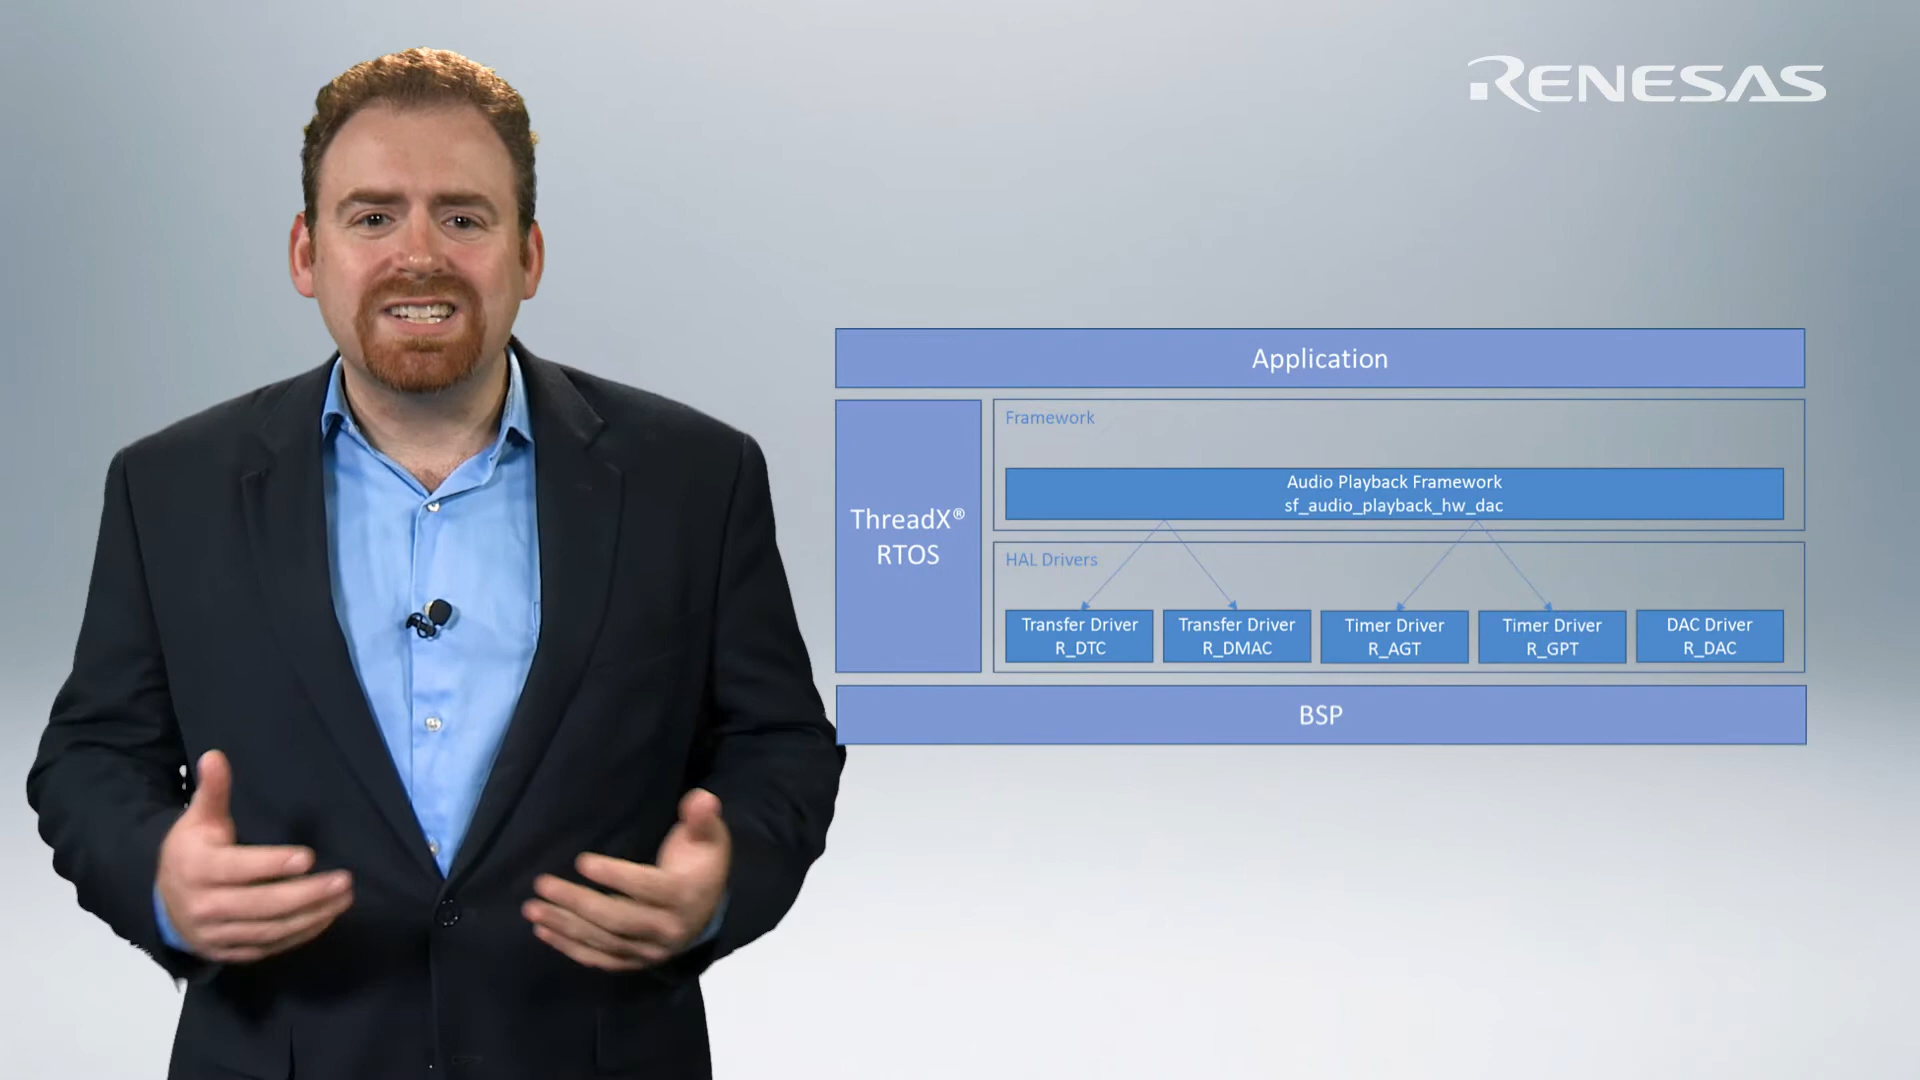 RENESAS
Application
ThreadX®
RTOS
Framework
Audio Playback Framework
sf_audio_playback_hw_dac
HAL Drivers
Transfer Driver
R_DTC
Transfer Driver
R_DMAC
Timer Driver
R_AGT
Timer Driver
R_GPT
DAC Driver
R_DAC
BSP